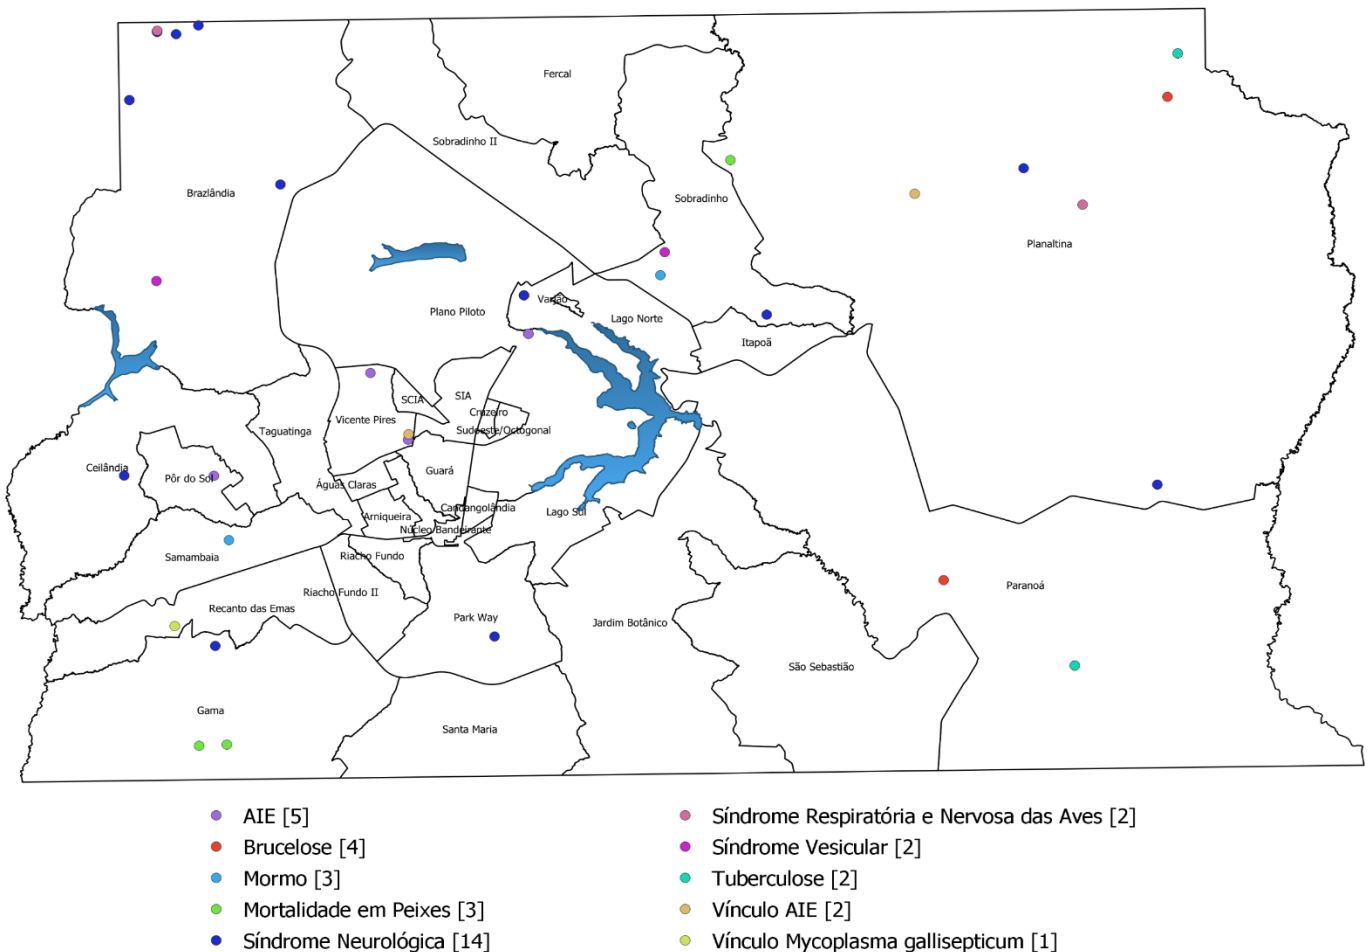 Fercal
Sobradinho II
Brazlândia
Sobradinho
Planaltina
Varjão
Plano Piloto
Lago Norte
Itapoã
SCIA
SIA
Cruzeiro
Vicente Pires
Taguatinga
Sudoeste/Octogonal
Ceilândia
Pôr do Sol
Águas Claras
Guará
Candangolândia
Lago Sul
Arniqueira
Núcleo Bandeirante
Samambaia
Riacho Fundo
Riacho Fundo II
Recanto das Emas
Park Way
Jardim Botânico
Paranoá
São Sebastião
Gama
Santa Maria
AIE [5]
Brucelose [4]
Mormo [3]
Mortalidade em Peixes [3]
Síndrome Neurológica [14]
Síndrome Respiratória e Nervosa das Aves [2]
Síndrome Vesicular [2]
Tuberculose [2]
Vínculo AIE [2]
Vínculo Mycoplasma gallisepticum [1]